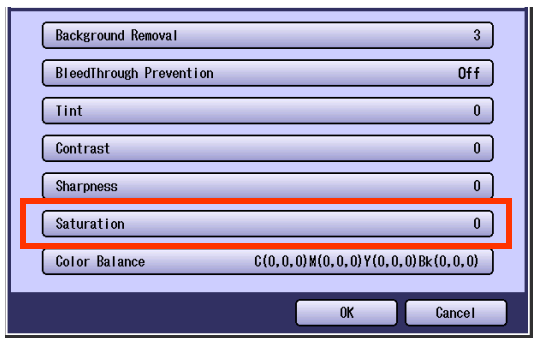 Background Removal 3
BleedThrough Prevention Off
Tint 0
Contrast 0
Sharpness 0
Saturation 0
Color Balance C(0,0,0)M(0,0,0)Y(0,0,0)Bk(0,0,0)
OK Cancel